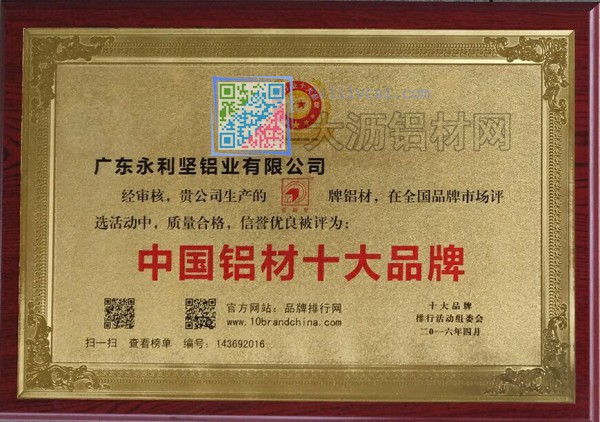 大沥铝材网
广东永利坚铝业有限公司
经审核，贵公司生产的 牌铝材，在全国品牌市场评
选活动中，质量合格，信誉优良被评为：
中国铝材十大品牌
官方网站：品牌排行网
www.10brandchina.com
扫一扫 查看榜单 编号：143692016
十大品牌
排行活动组委会
二〇一六年四月